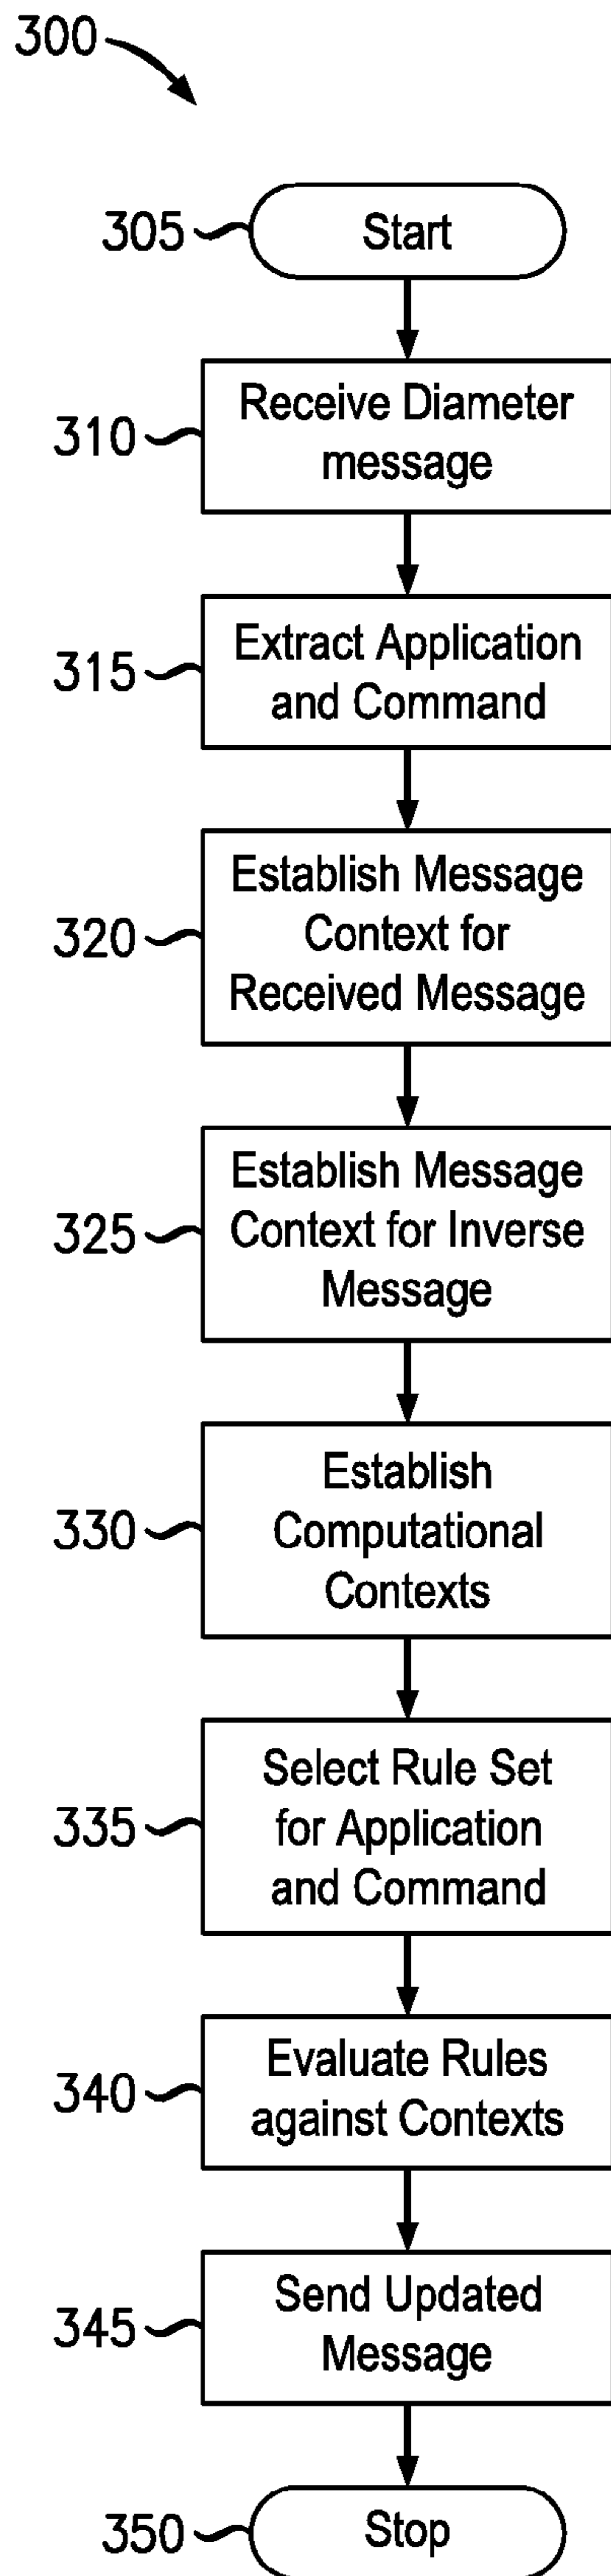 300
305
Start
310
Receive Diameter
message
315
Extract Application
and Command
320
Establish Message
Context for
Received Message
325
Establish Message
Context for Inverse
Message
330
Establish
Computational
Contexts
335
Select Rule Set
for Application
and Command
340
Evaluate Rules
against Contexts
345
Send Updated
Message
350
Stop